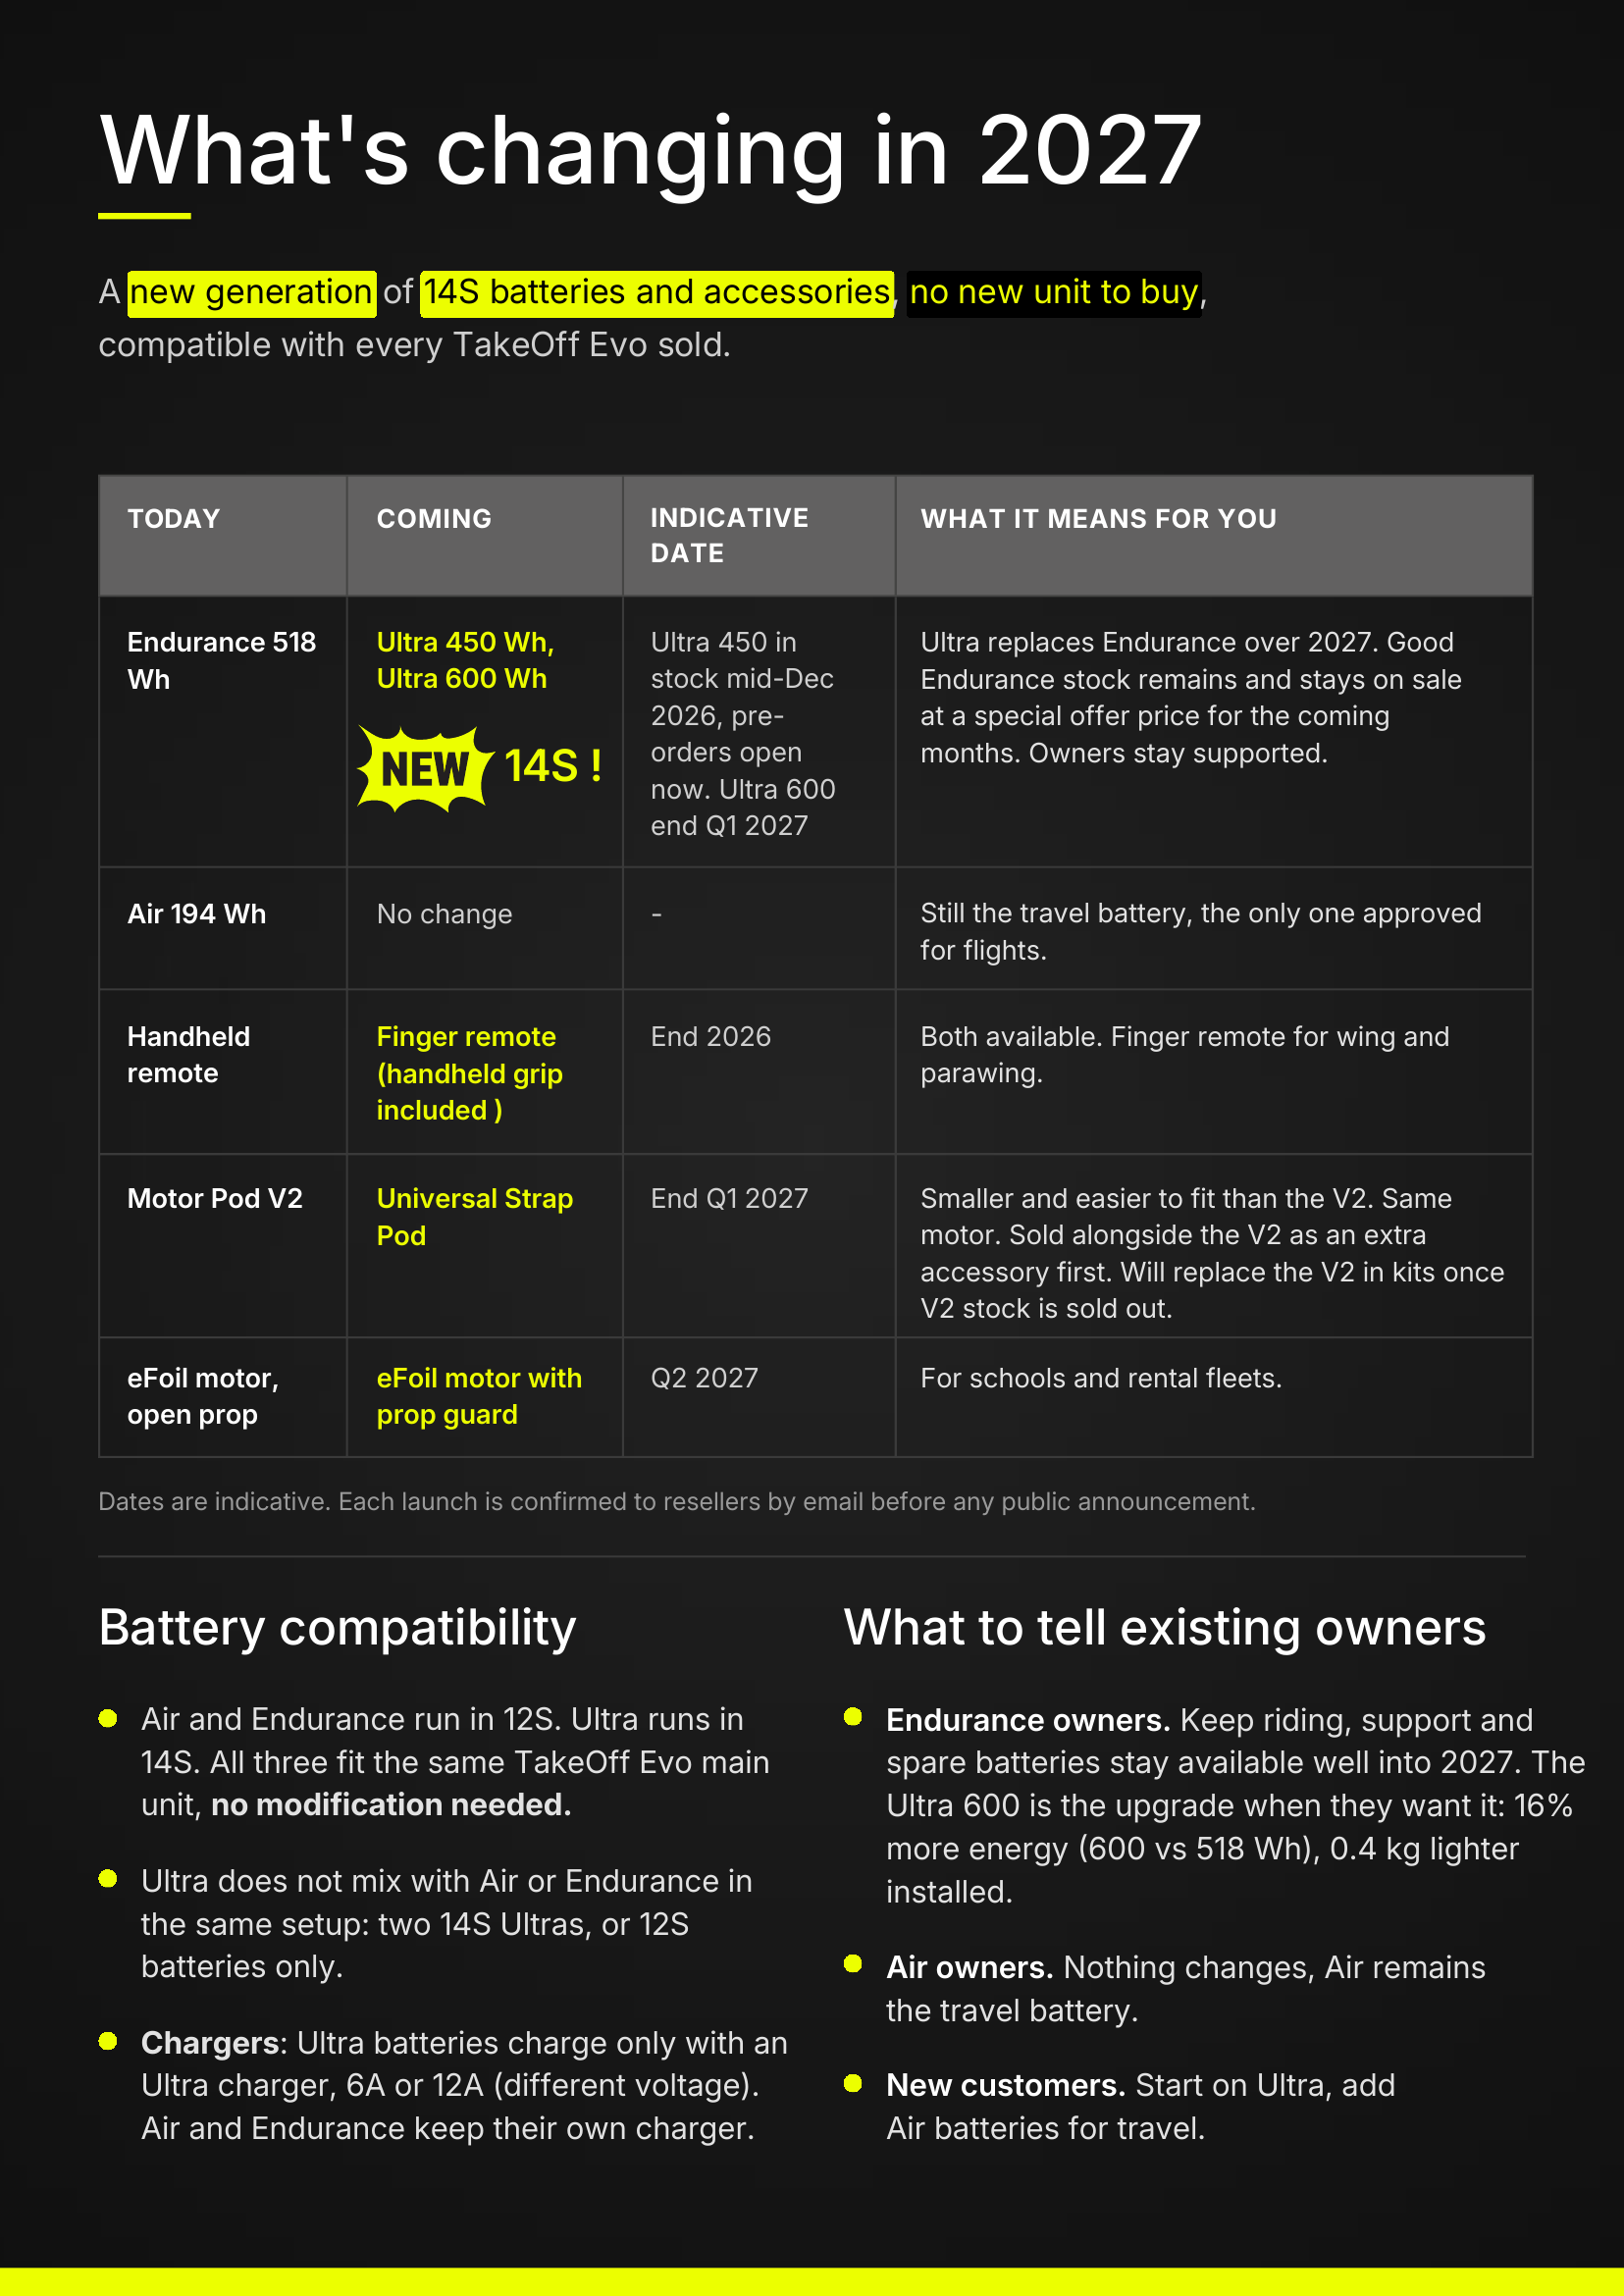 What's changing in 2027
A new generation of 14S batteries and accessories, no new unit to buy,
compatible with every TakeOff Evo sold.
TODAY
COMING
INDICATIVE
DATE
WHAT IT MEANS FOR YOU
Endurance 518
Wh
Ultra 450 Wh,
Ultra 600 Wh
NEW 14S !
Ultra 450 in
stock mid-Dec
2026, pre-
orders open
now. Ultra 600
end Q1 2027
Ultra replaces Endurance over 2027. Good
Endurance stock remains and stays on sale
at a special offer price for the coming
months. Owners stay supported.
Air 194 Wh
No change
-
Still the travel battery, the only one approved
for flights.
Handheld
remote
Finger remote
(handheld grip
included )
End 2026
Both available. Finger remote for wing and
parawing.
Motor Pod V2
Universal Strap
Pod
End Q1 2027
Smaller and easier to fit than the V2. Same
motor. Sold alongside the V2 as an extra
accessory first. Will replace the V2 in kits once
V2 stock is sold out.
eFoil motor,
open prop
eFoil motor with
prop guard
Q2 2027
For schools and rental fleets.
Dates are indicative. Each launch is confirmed to resellers by email before any public announcement.
Battery compatibility
Air and Endurance run in 12S. Ultra runs in
14S. All three fit the same TakeOff Evo main
unit, no modification needed.
Ultra does not mix with Air or Endurance in
the same setup: two 14S Ultras, or 12S
batteries only.
Chargers: Ultra batteries charge only with an
Ultra charger, 6A or 12A (different voltage).
Air and Endurance keep their own charger.
What to tell existing owners
Endurance owners. Keep riding, support and
spare batteries stay available well into 2027. The
Ultra 600 is the upgrade when they want it: 16%
more energy (600 vs 518 Wh), 0.4 kg lighter
installed.
Air owners. Nothing changes, Air remains
the travel battery.
New customers. Start on Ultra, add
Air batteries for travel.